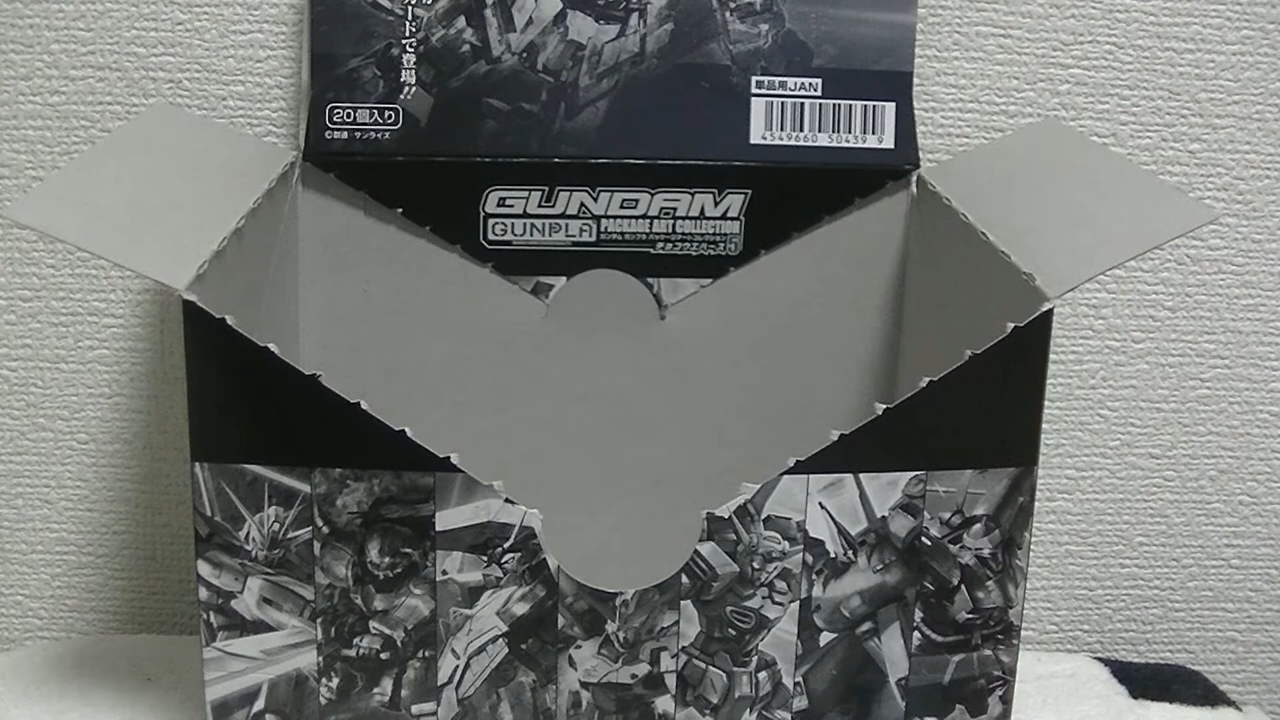 カードで登場!!
単品用JAN
20個入り
©創通・サンライズ
4549660 50439 9
GUNDAM
GUNPLA PACKAGE ART COLLECTION
ガンダム ガンプラ パッケージアートコレクション
チョコウエハース5